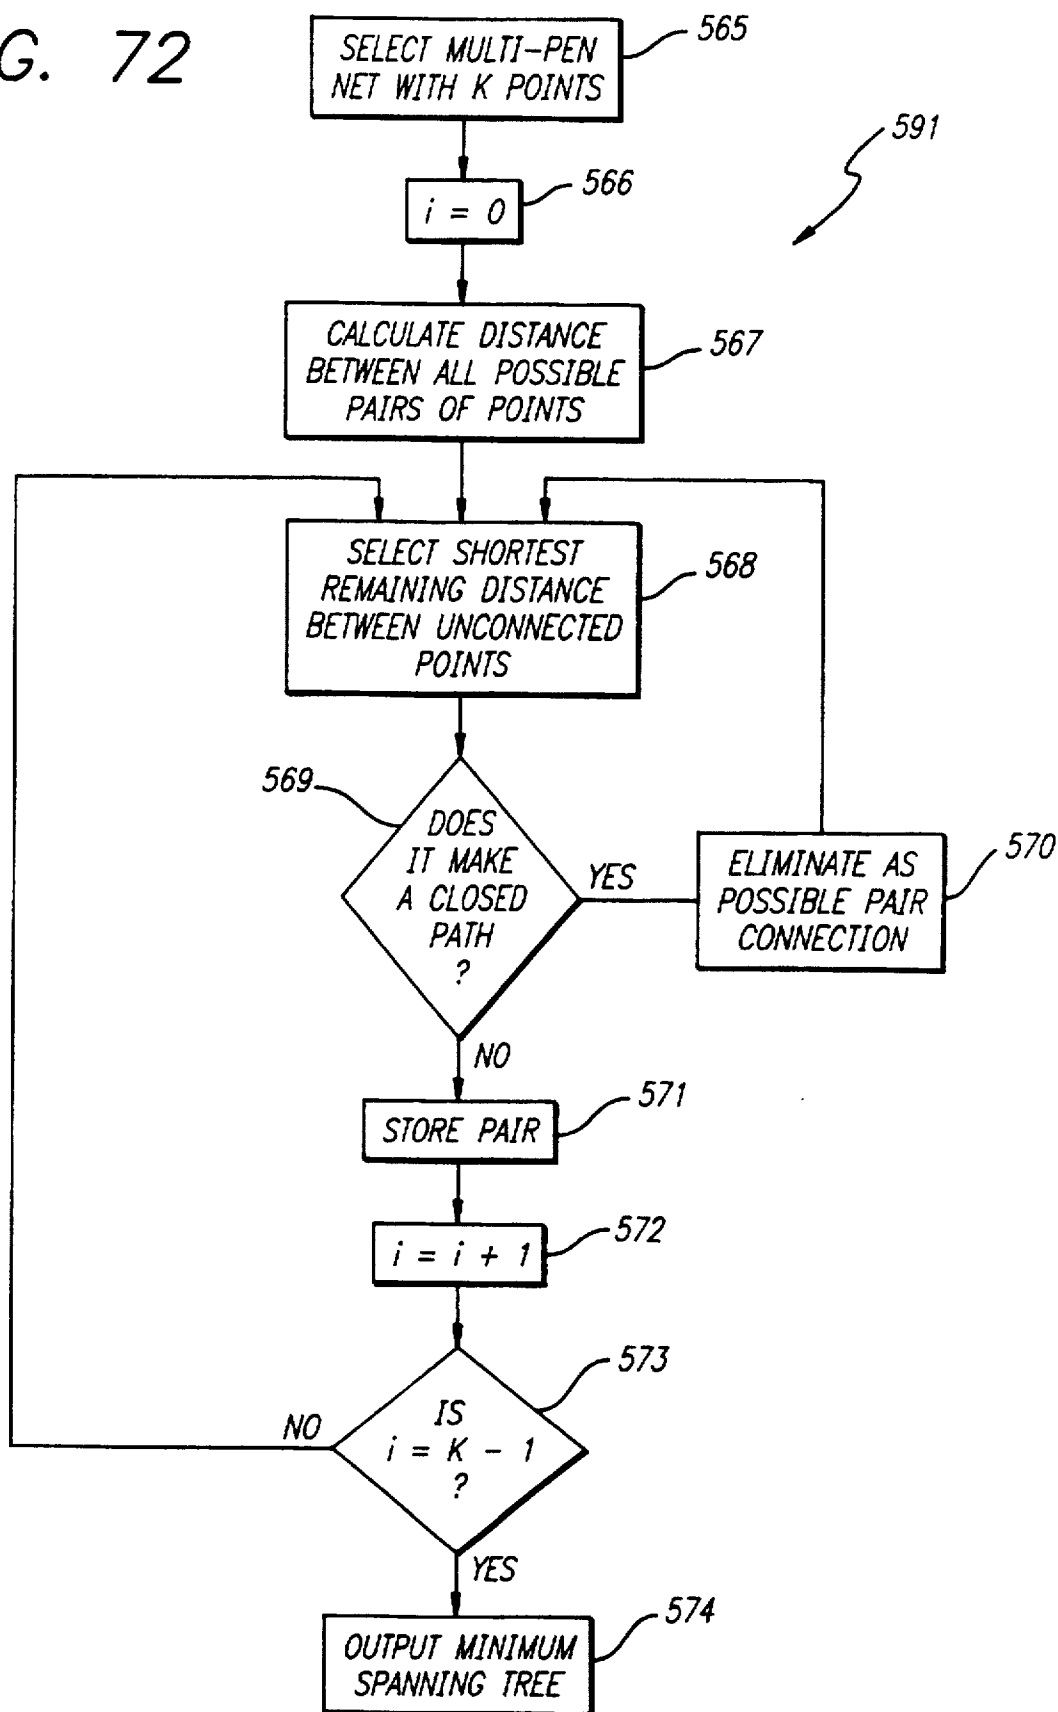 G. 72
SELECT MULTI-PEN
NET WITH K POINTS
565
591
i = 0
566
CALCULATE DISTANCE
BETWEEN ALL POSSIBLE
PAIRS OF POINTS
567
SELECT SHORTEST
REMAINING DISTANCE
BETWEEN UNCONNECTED
POINTS
568
569
DOES
IT MAKE
A CLOSED
PATH
?
YES
ELIMINATE AS
POSSIBLE PAIR
CONNECTION
570
NO
STORE PAIR
571
i = i + 1
572
573
IS
i = K - 1
?
NO
YES
OUTPUT MINIMUM
SPANNING TREE
574